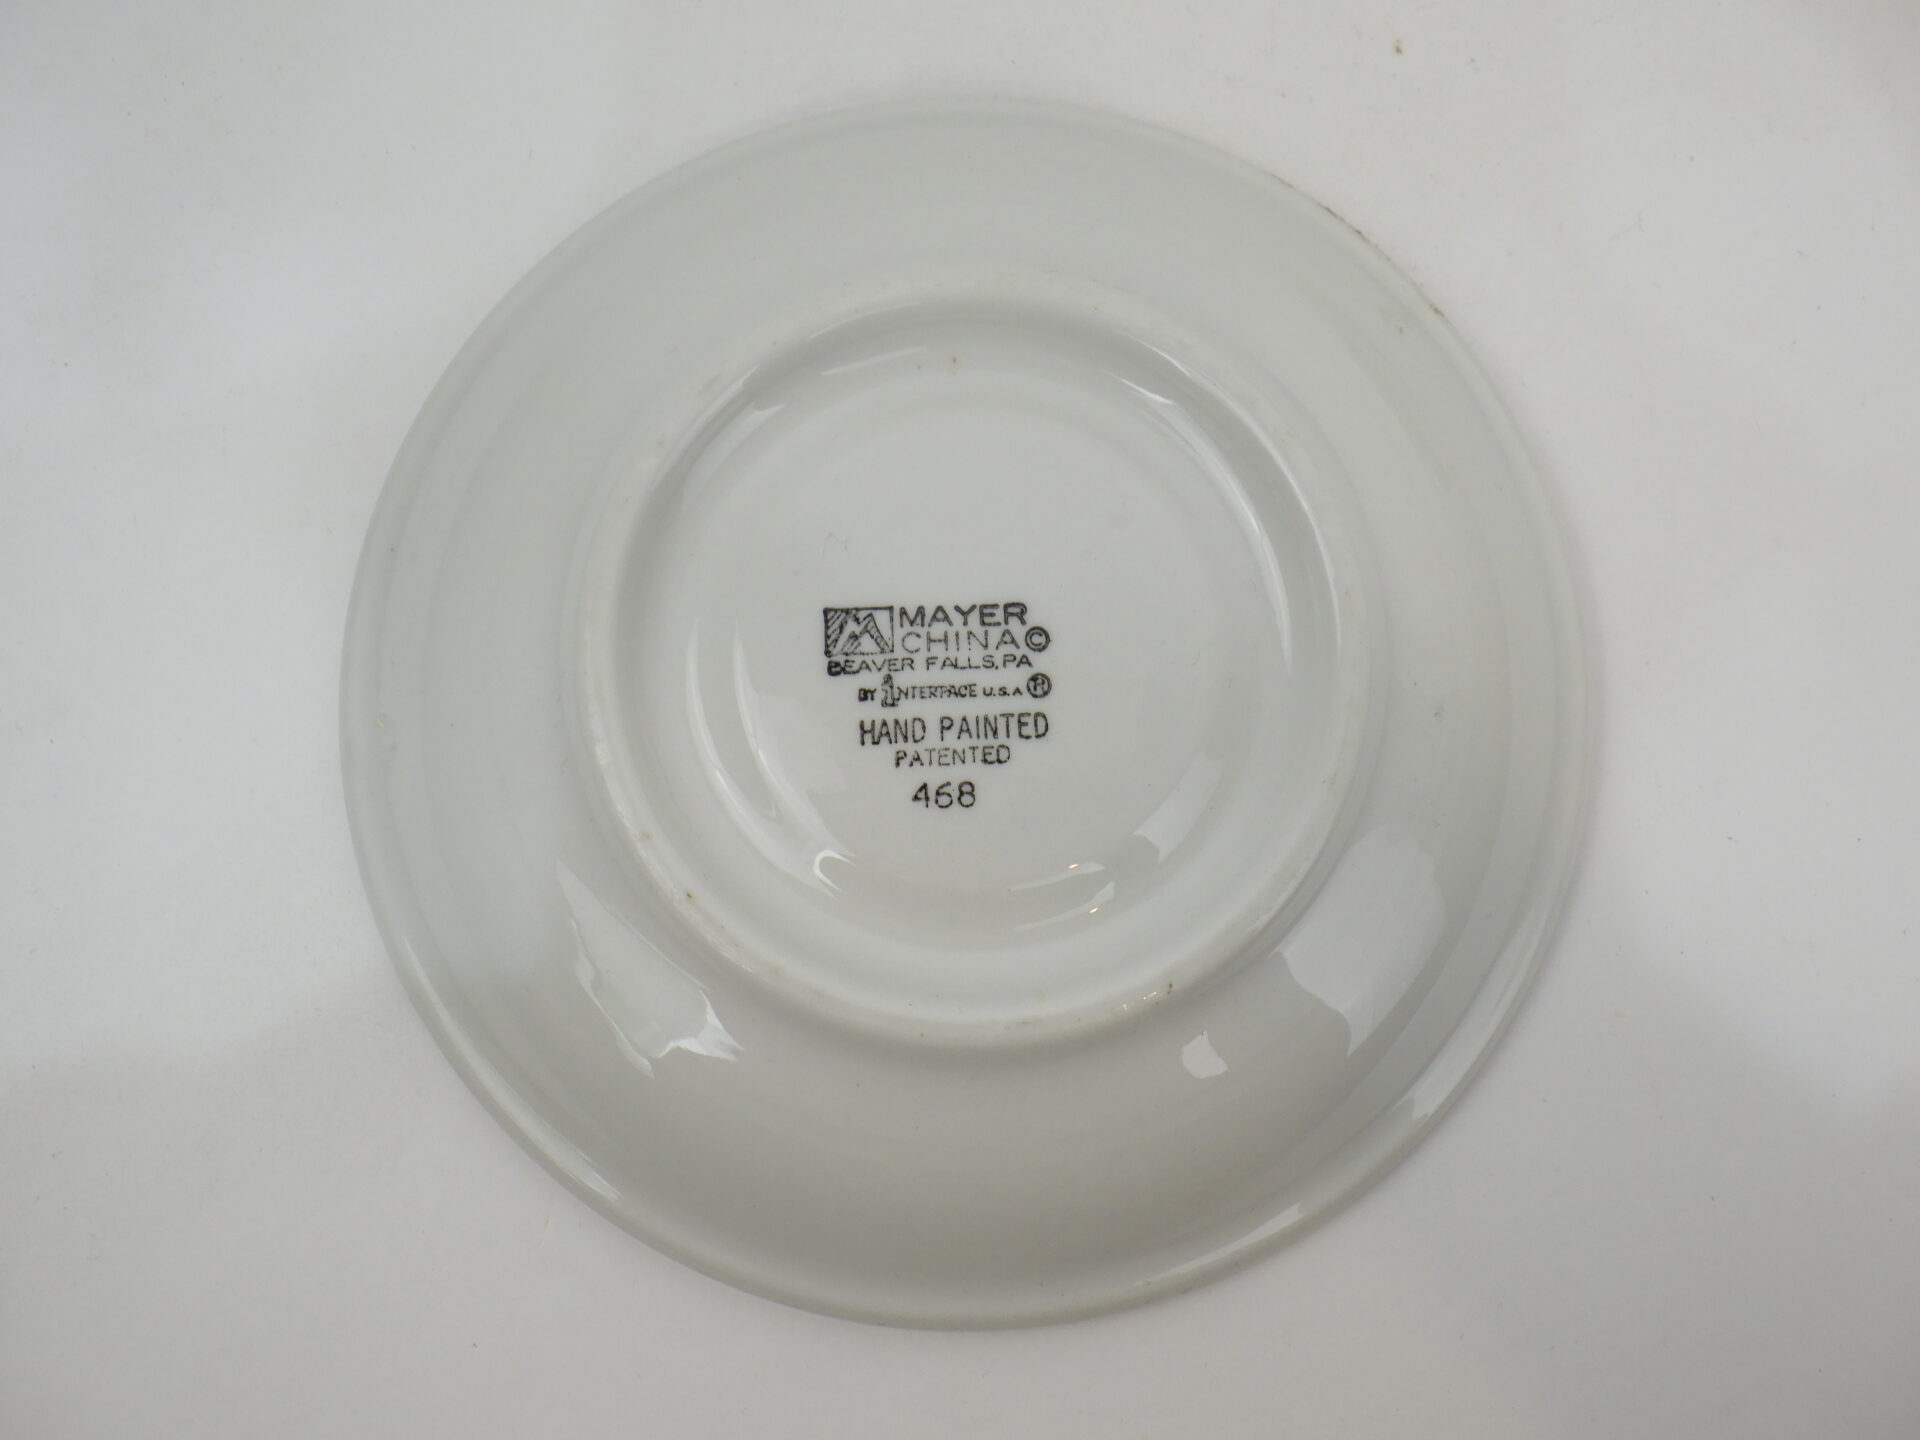 MAYER
CHINA©
BEAVER FALLS, PA
BY INTERPACE U.S.A ®
HAND PAINTED
PATENTED
468